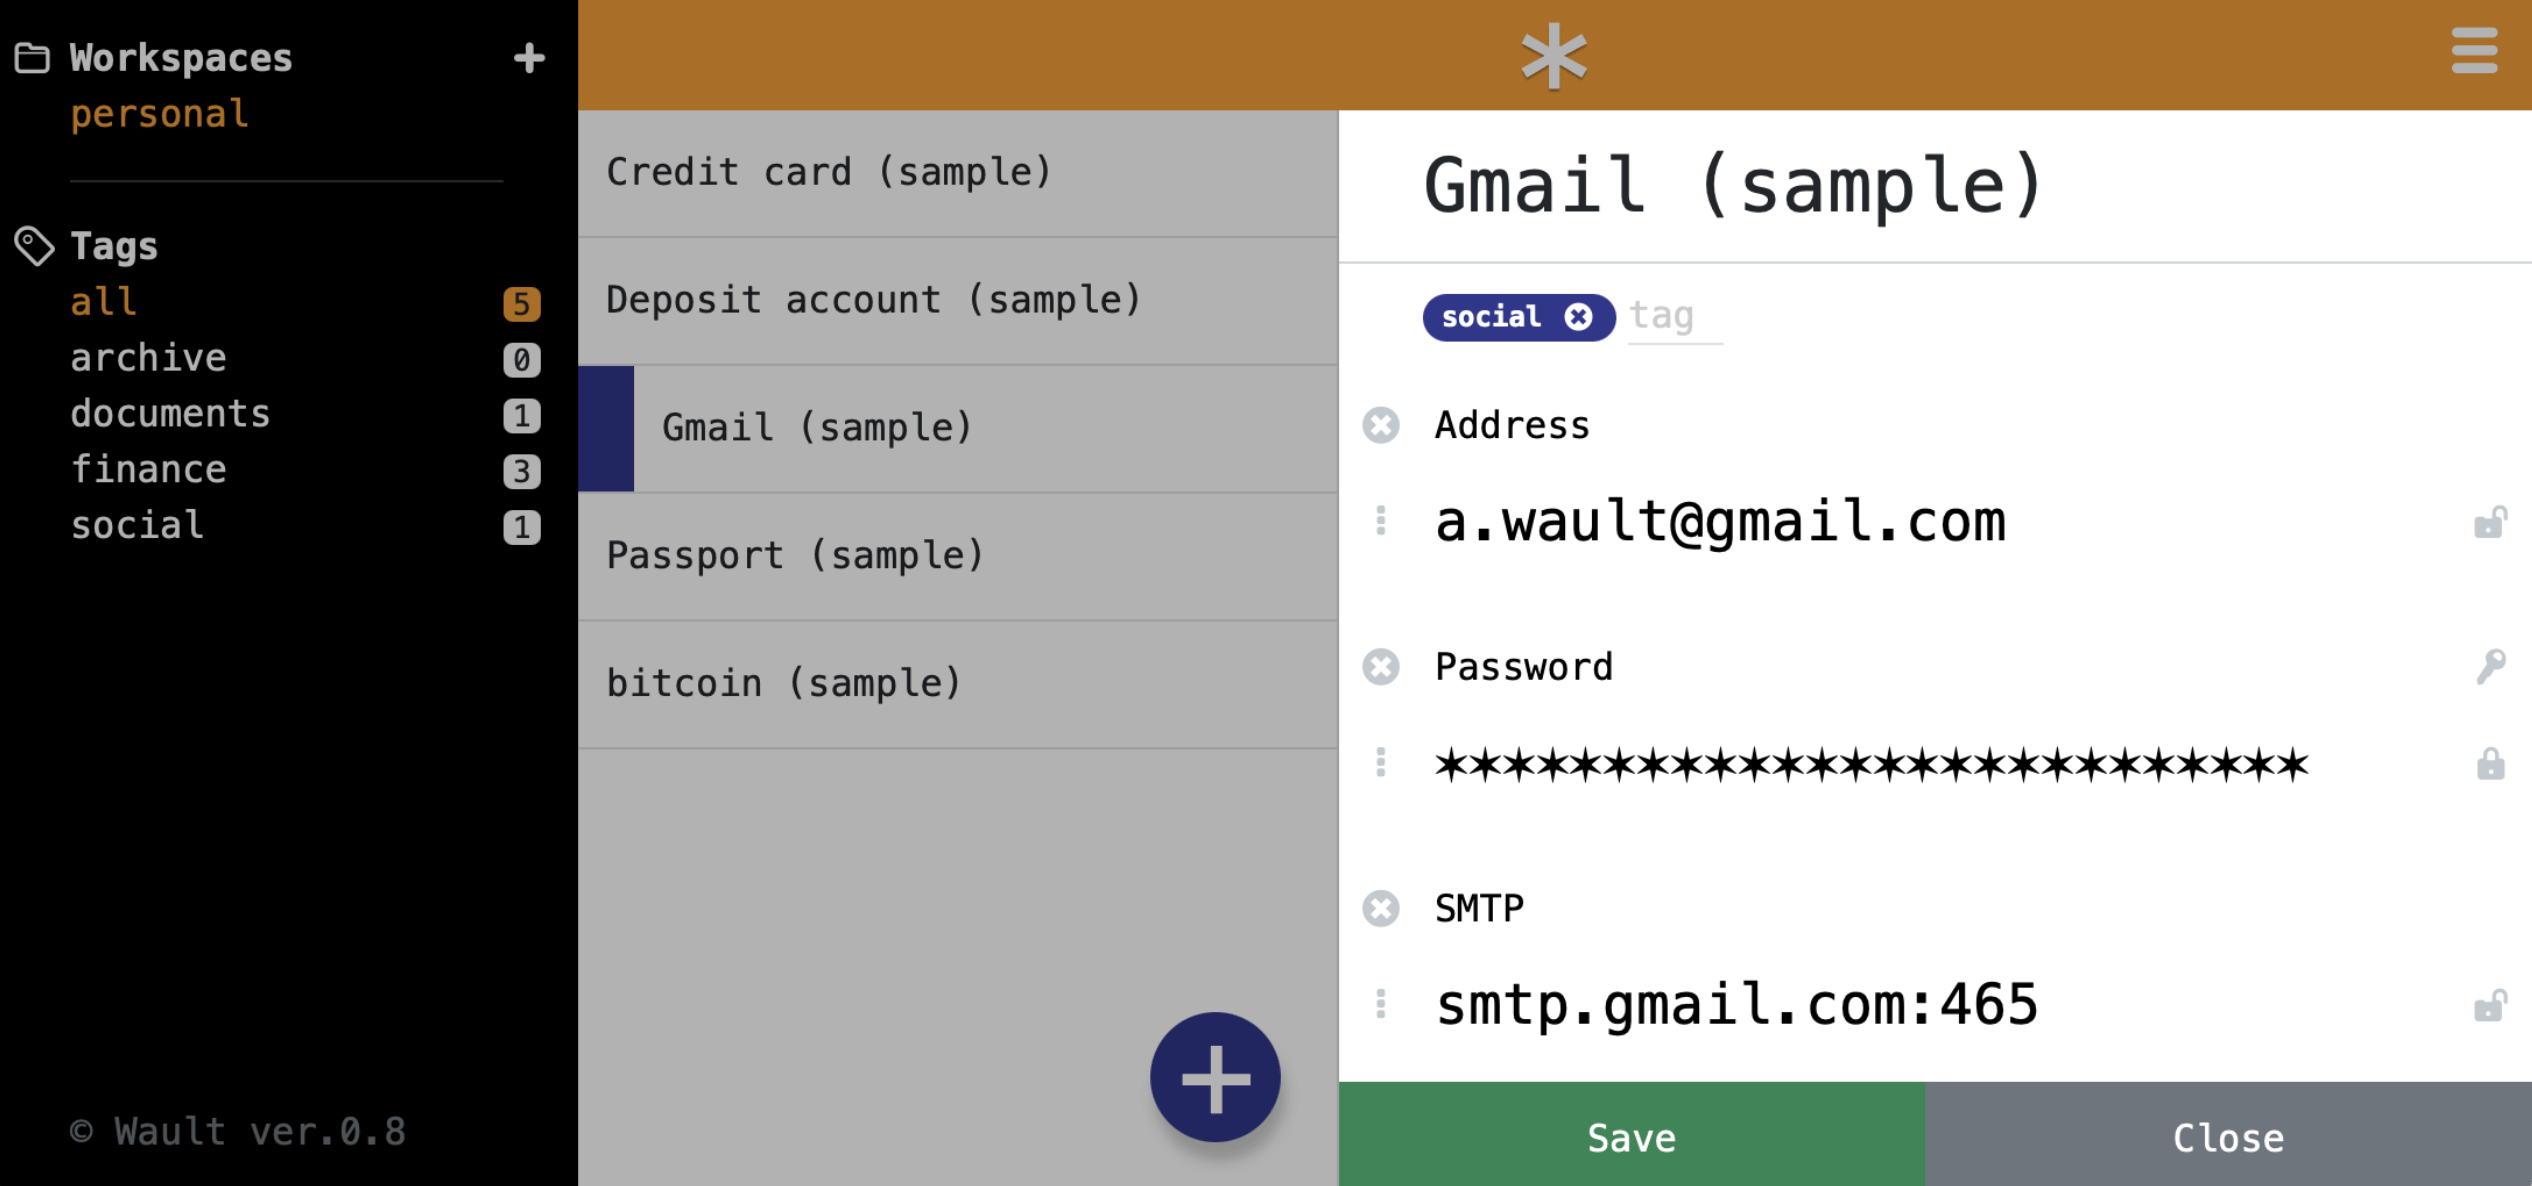 Workspaces
personal
Tags
all 5
archive 0
documents 1
finance 3
social 1
© Wault ver.0.8
Credit card (sample)
Deposit account (sample)
Gmail (sample)
Passport (sample)
bitcoin (sample)
Gmail (sample)
social tag
Address
a.wault@gmail.com
Password
✶✶✶✶✶✶✶✶✶✶✶✶✶✶✶✶✶✶✶✶✶✶✶✶✶✶
SMTP
smtp.gmail.com:465
Save
Close